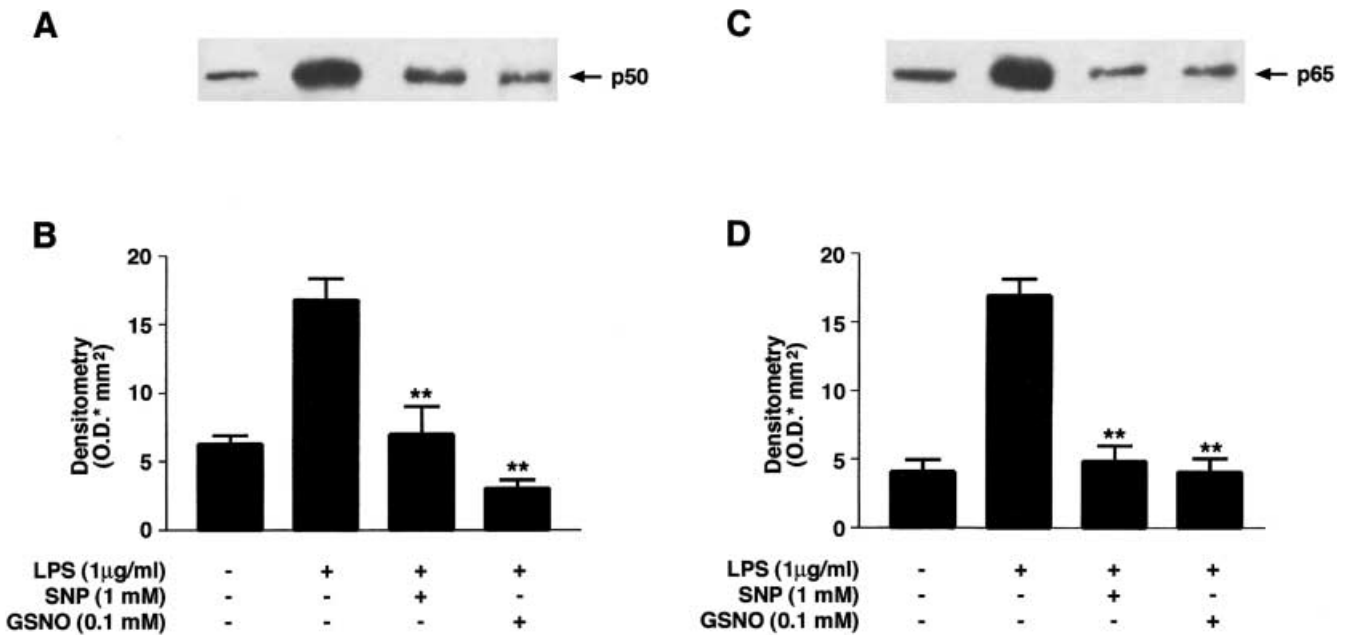 A
← p50
C
← p65
B
20
15
10
5
0
Densitometry
(O.D.* mm²)
**
**
LPS (1μg/ml) - + + +
SNP (1 mM) - - + -
GSNO (0.1 mM) - - - +
D
20
15
10
5
0
Densitometry
(O.D.* mm²)
**
**
LPS (1μg/ml) - + + +
SNP (1 mM) - - + -
GSNO (0.1 mM) - - - +